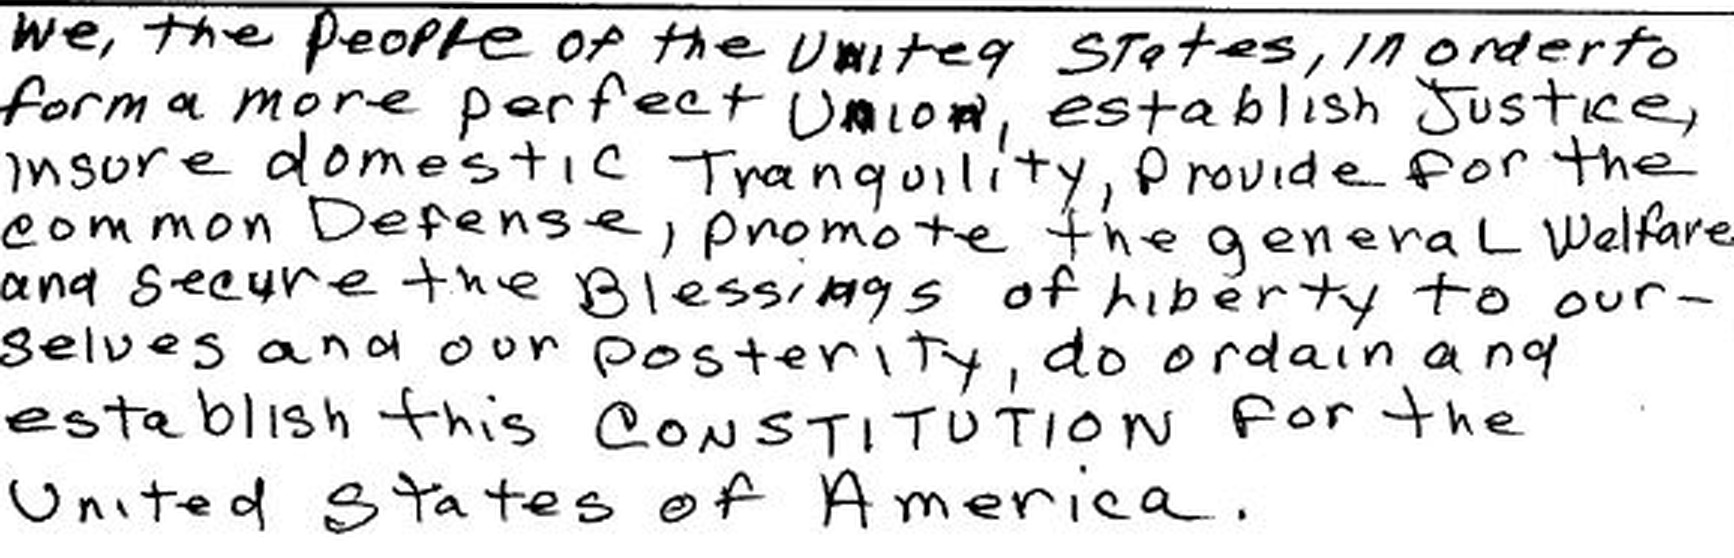 We, the People of the United States, in order to
form a more perfect Union, establish Justice,
insure domestic Tranquility, Provide for the
common Defense, promote the general Welfare
and secure the Blessings of Liberty to our-
selves and our posterity, do ordain and
establish this CONSTITUTION for the
United States of America.